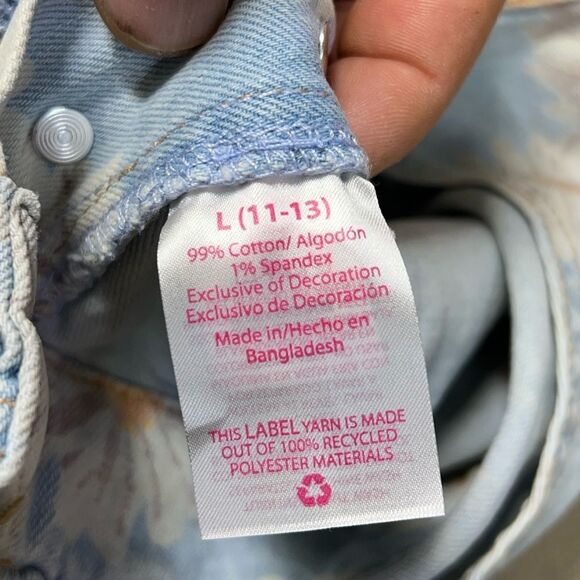 L (11-13)
99% Cotton/ Algodón
1% Spandex
Exclusive of Decoration
Exclusivo de Decoración
Made in/Hecho en
Bangladesh
THIS LABEL YARN IS MADE
OUT OF 100% RECYCLED
POLYESTER MATERIALS